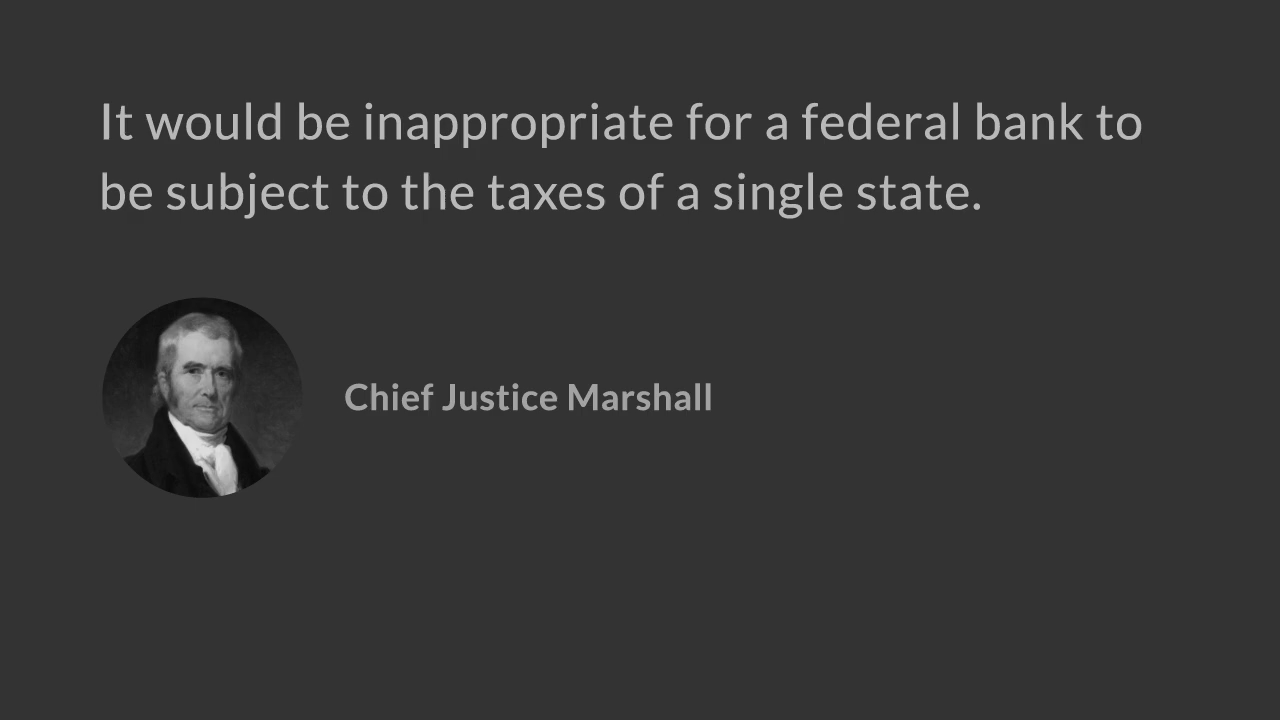 It would be inappropriate for a federal bank to
be subject to the taxes of a single state.
Chief Justice Marshall